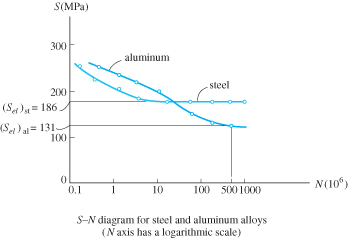 S(MPa)
300
aluminum
steel
200
(Sel)st = 186
(Sel)al = 131
100
0
0.1 1 10 100 500 1000 N(10⁶)
S–N diagram for steel and aluminum alloys
(N axis has a logarithmic scale)